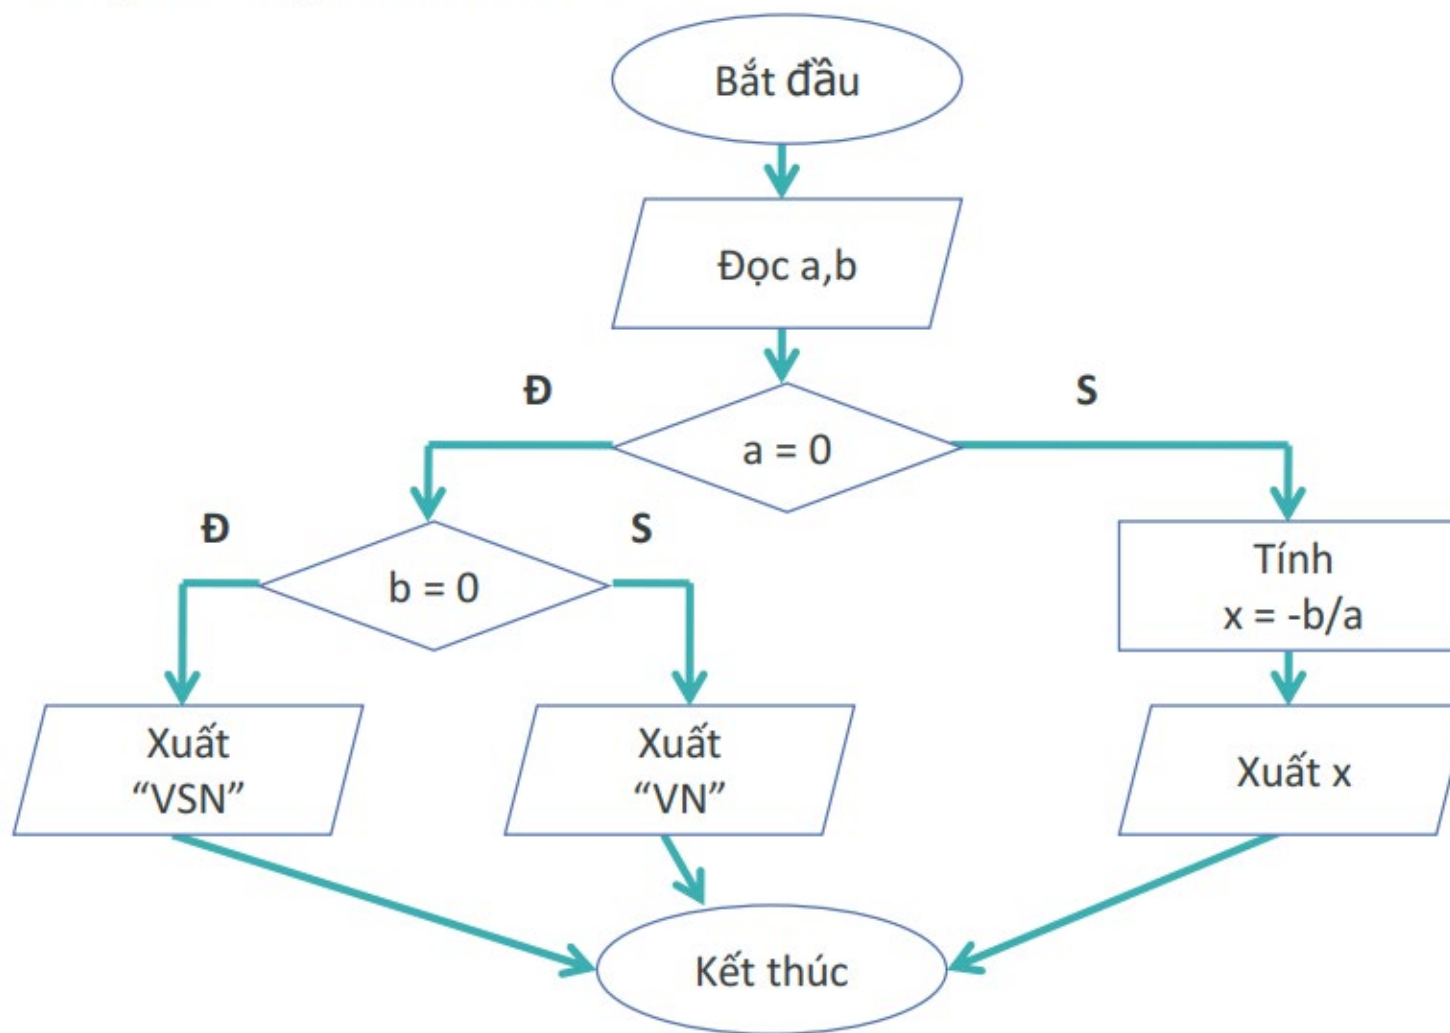 Bắt đầu
Đọc a,b
Đ
S
a = 0
Đ
S
b = 0
Tính
x = -b/a
Xuất
“VSN”
Xuất
“VN”
Xuất x
Kết thúc